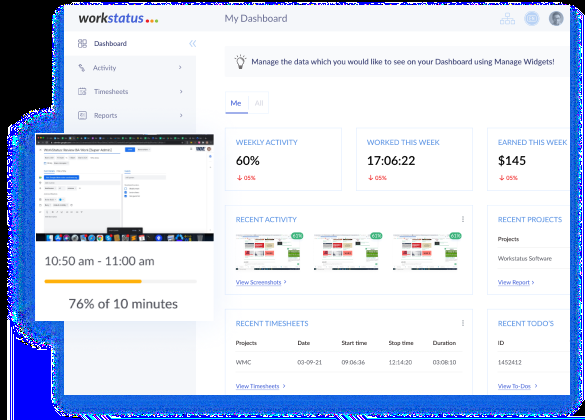 workstatus
My Dashboard
Dashboard
Activity
Timesheets
Reports
Manage the data which you would like to see on your Dashboard using Manage Widgets!
Me All
WEEKLY ACTIVITY
60%
05%
WORKED THIS WEEK
17:06:22
05%
EARNED THIS WEEK
$145
05%
10:50 am - 11:00 am
76% of 10 minutes
RECENT ACTIVITY
61% 61% 61%
View Screenshots >
RECENT PROJECTS
Projects
Workstatus Software
View Report >
RECENT TIMESHEETS
Projects Date Start time Stop time Duration
WMC 03-09-21 09:06:36 12:14:20 03:08:10
View Timesheets >
RECENT TODO'S
ID
1452412
View To-Dos >